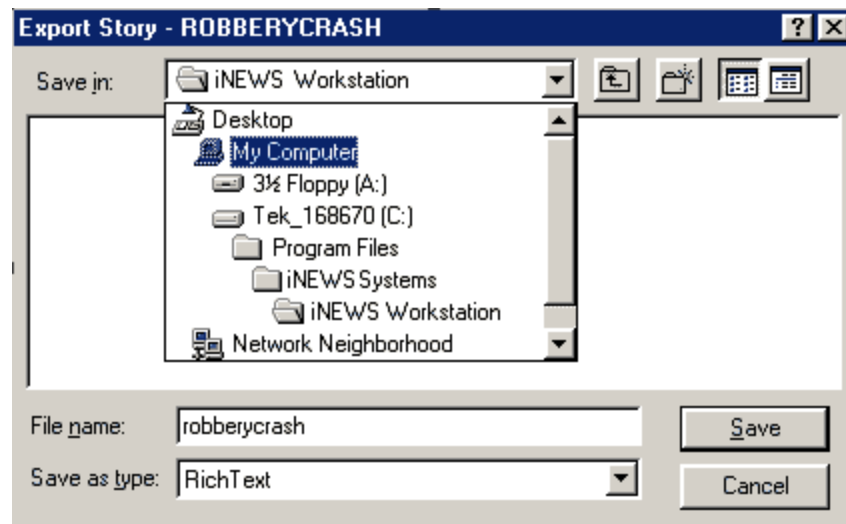 Export Story - ROBBERYCRASH
Save in: iNEWS Workstation
Desktop
My Computer
3½ Floppy (A:)
Tek_168670 (C:)
Program Files
iNEWS Systems
iNEWS Workstation
Network Neighborhood
File name: robberycrash Save
Save as type: RichText Cancel